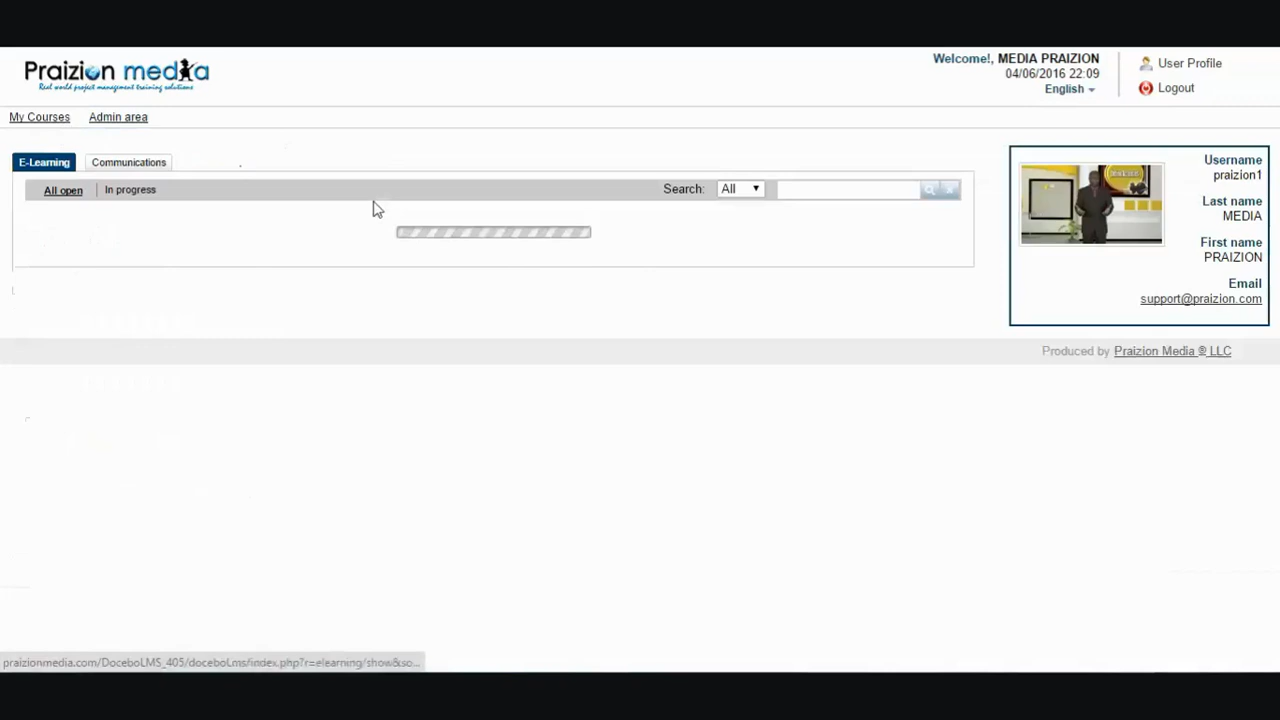 Praizion media
Real world project management training solutions
Welcome!, MEDIA PRAIZION
04/06/2016 22:09
English
User Profile
Logout
My Courses
Admin area
E-Learning
Communications
All open
In progress
Search:
All
Username
praizion1
Last name
MEDIA
First name
PRAIZION
Email
support@praizion.com
Produced by Praizion Media ® LLC
praizionmedia.com/DoceboLMS_405/doceboLms/index.php?r=elearning/show&so...